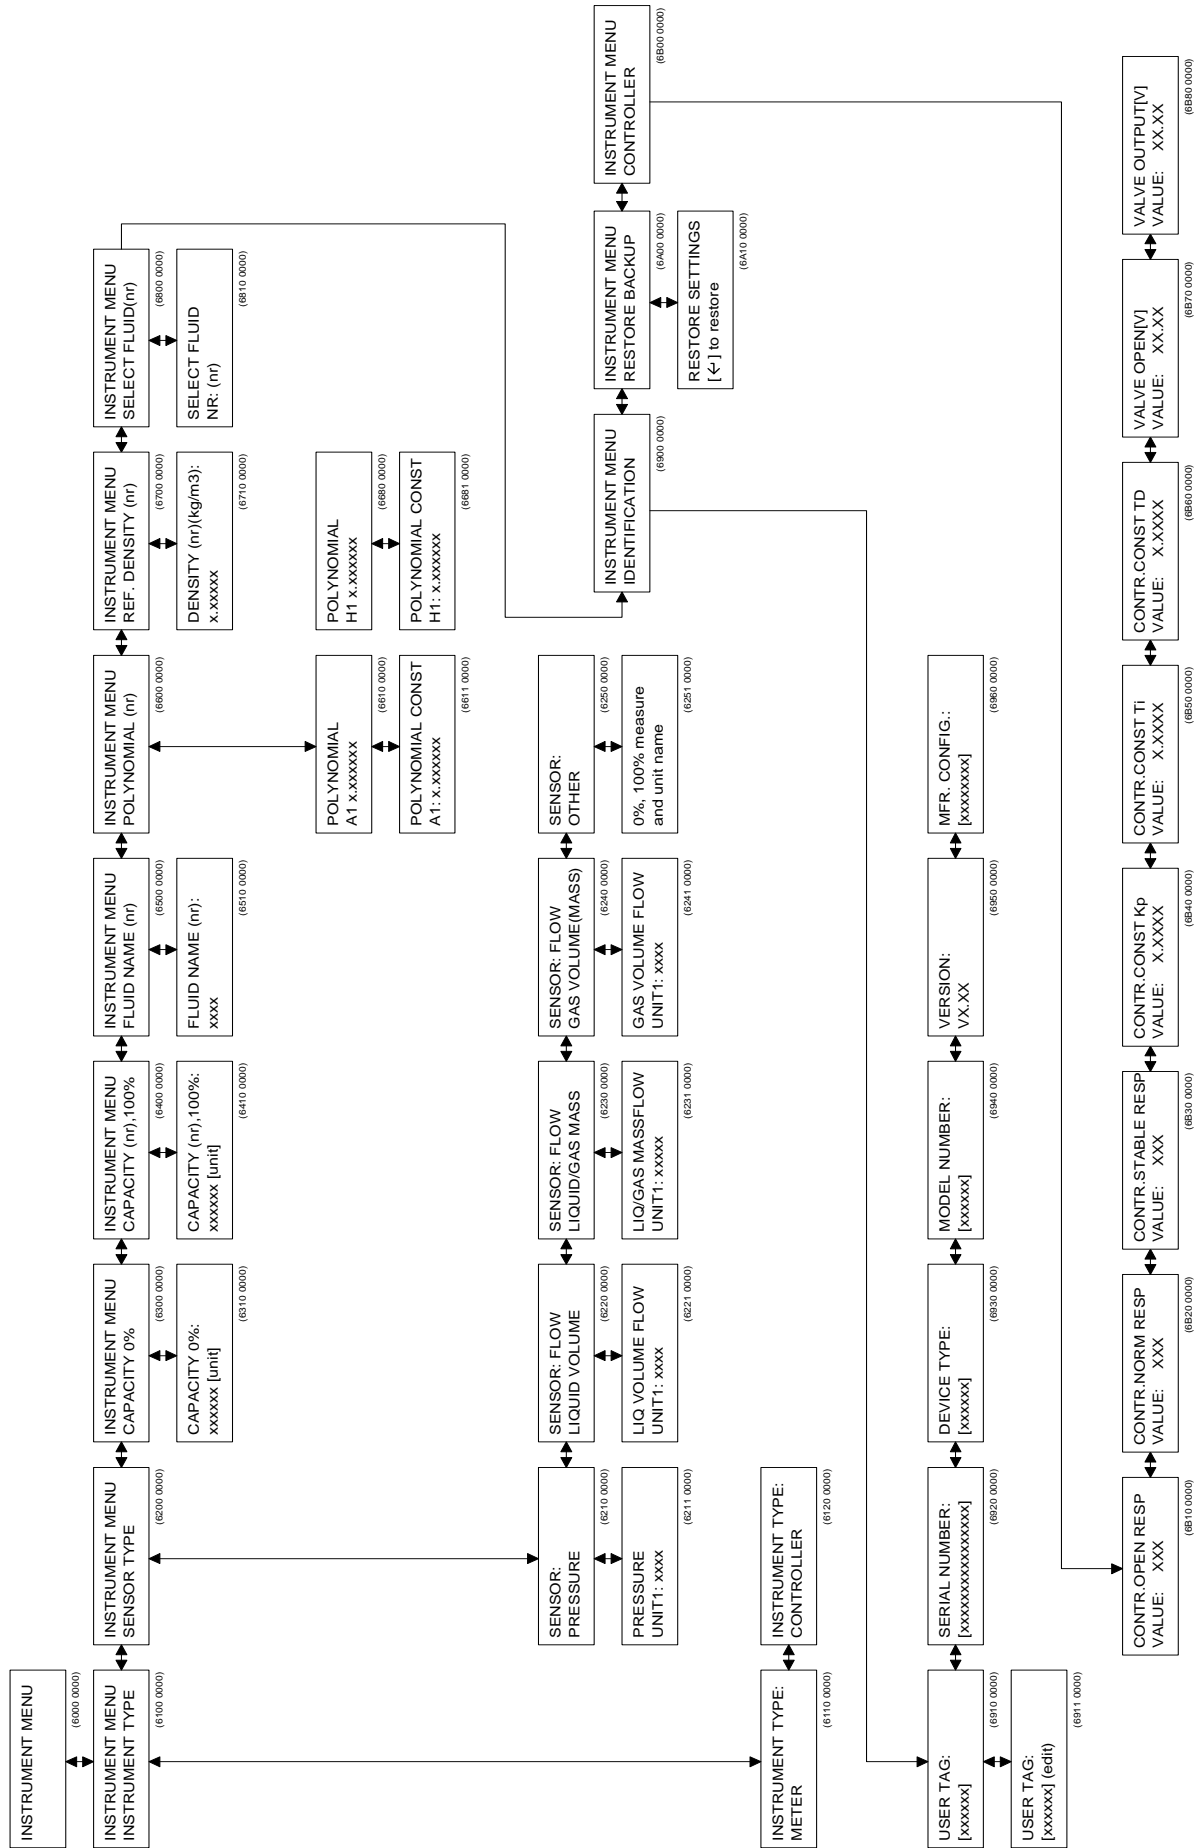 INSTRUMENT MENU
(6000 0000)
INSTRUMENT MENU
INSTRUMENT TYPE
(6100 0000)
INSTRUMENT MENU
SENSOR TYPE
(6200 0000)
INSTRUMENT MENU
CAPACITY 0%
(6300 0000)
CAPACITY 0%:
xxxxxx [unit]
(6310 0000)
INSTRUMENT MENU
CAPACITY (nr),100%
(6400 0000)
CAPACITY (nr),100%:
xxxxxx [unit]
(6410 0000)
INSTRUMENT MENU
FLUID NAME (nr)
(6500 0000)
FLUID NAME (nr):
xxxx
(6510 0000)
INSTRUMENT MENU
POLYNOMIAL (nr)
(6600 0000)
INSTRUMENT MENU
REF. DENSITY (nr)
(6700 0000)
DENSITY (nr)(kg/m3):
x.xxxxx
(6710 0000)
INSTRUMENT MENU
SELECT FLUID(nr)
(6800 0000)
SELECT FLUID
NR: (nr)
(6810 0000)
POLYNOMIAL
A1 x.xxxxxx
(6610 0000)
POLYNOMIAL CONST
A1: x.xxxxxx
(6611 0000)
POLYNOMIAL
H1 x.xxxxxx
(6680 0000)
POLYNOMIAL CONST
H1: x.xxxxxx
(6681 0000)
SENSOR:
PRESSURE
(6210 0000)
PRESSURE
UNIT1: xxxx
(6211 0000)
SENSOR: FLOW
LIQUID VOLUME
(6220 0000)
LIQ VOLUME FLOW
UNIT1: xxxx
(6221 0000)
SENSOR: FLOW
LIQUID/GAS MASS
(6230 0000)
LIQ/GAS MASSFLOW
UNIT1: xxxxx
(6231 0000)
SENSOR: FLOW
GAS VOLUME(MASS)
(6240 0000)
GAS VOLUME FLOW
UNIT1: xxxx
(6241 0000)
SENSOR:
OTHER
(6250 0000)
0%, 100% measure
and unit name
(6251 0000)
INSTRUMENT MENU
IDENTIFICATION
(6900 0000)
INSTRUMENT MENU
RESTORE BACKUP
(6A00 0000)
RESTORE SETTINGS
[↵] to restore
(6A10 0000)
INSTRUMENT MENU
CONTROLLER
(6B00 0000)
INSTRUMENT TYPE:
METER
(6110 0000)
INSTRUMENT TYPE:
CONTROLLER
(6120 0000)
USER TAG:
[xxxxxx]
(6910 0000)
USER TAG:
[xxxxxx] (edit)
(6911 0000)
SERIAL NUMBER:
[xxxxxxxxxxxxxxxx]
(6920 0000)
DEVICE TYPE:
[xxxxxx]
(6930 0000)
MODEL NUMBER:
[xxxxxx]
(6940 0000)
VERSION:
VX.XX
(6950 0000)
MFR. CONFIG.:
[xxxxxxxx]
(6960 0000)
CONTR.OPEN RESP
VALUE: XXX
(6B10 0000)
CONTR.NORM RESP
VALUE: XXX
(6B20 0000)
CONTR.STABLE RESP
VALUE: XXX
(6B30 0000)
CONTR.CONST Kp
VALUE: X.XXXX
(6B40 0000)
CONTR.CONST Ti
VALUE: X.XXXX
(6B50 0000)
CONTR.CONST TD
VALUE: X.XXXX
(6B60 0000)
VALVE OPEN[V]
VALUE: XX.XX
(6B70 0000)
VALVE OUTPUT[V]
VALUE: XX.XX
(6B80 0000)